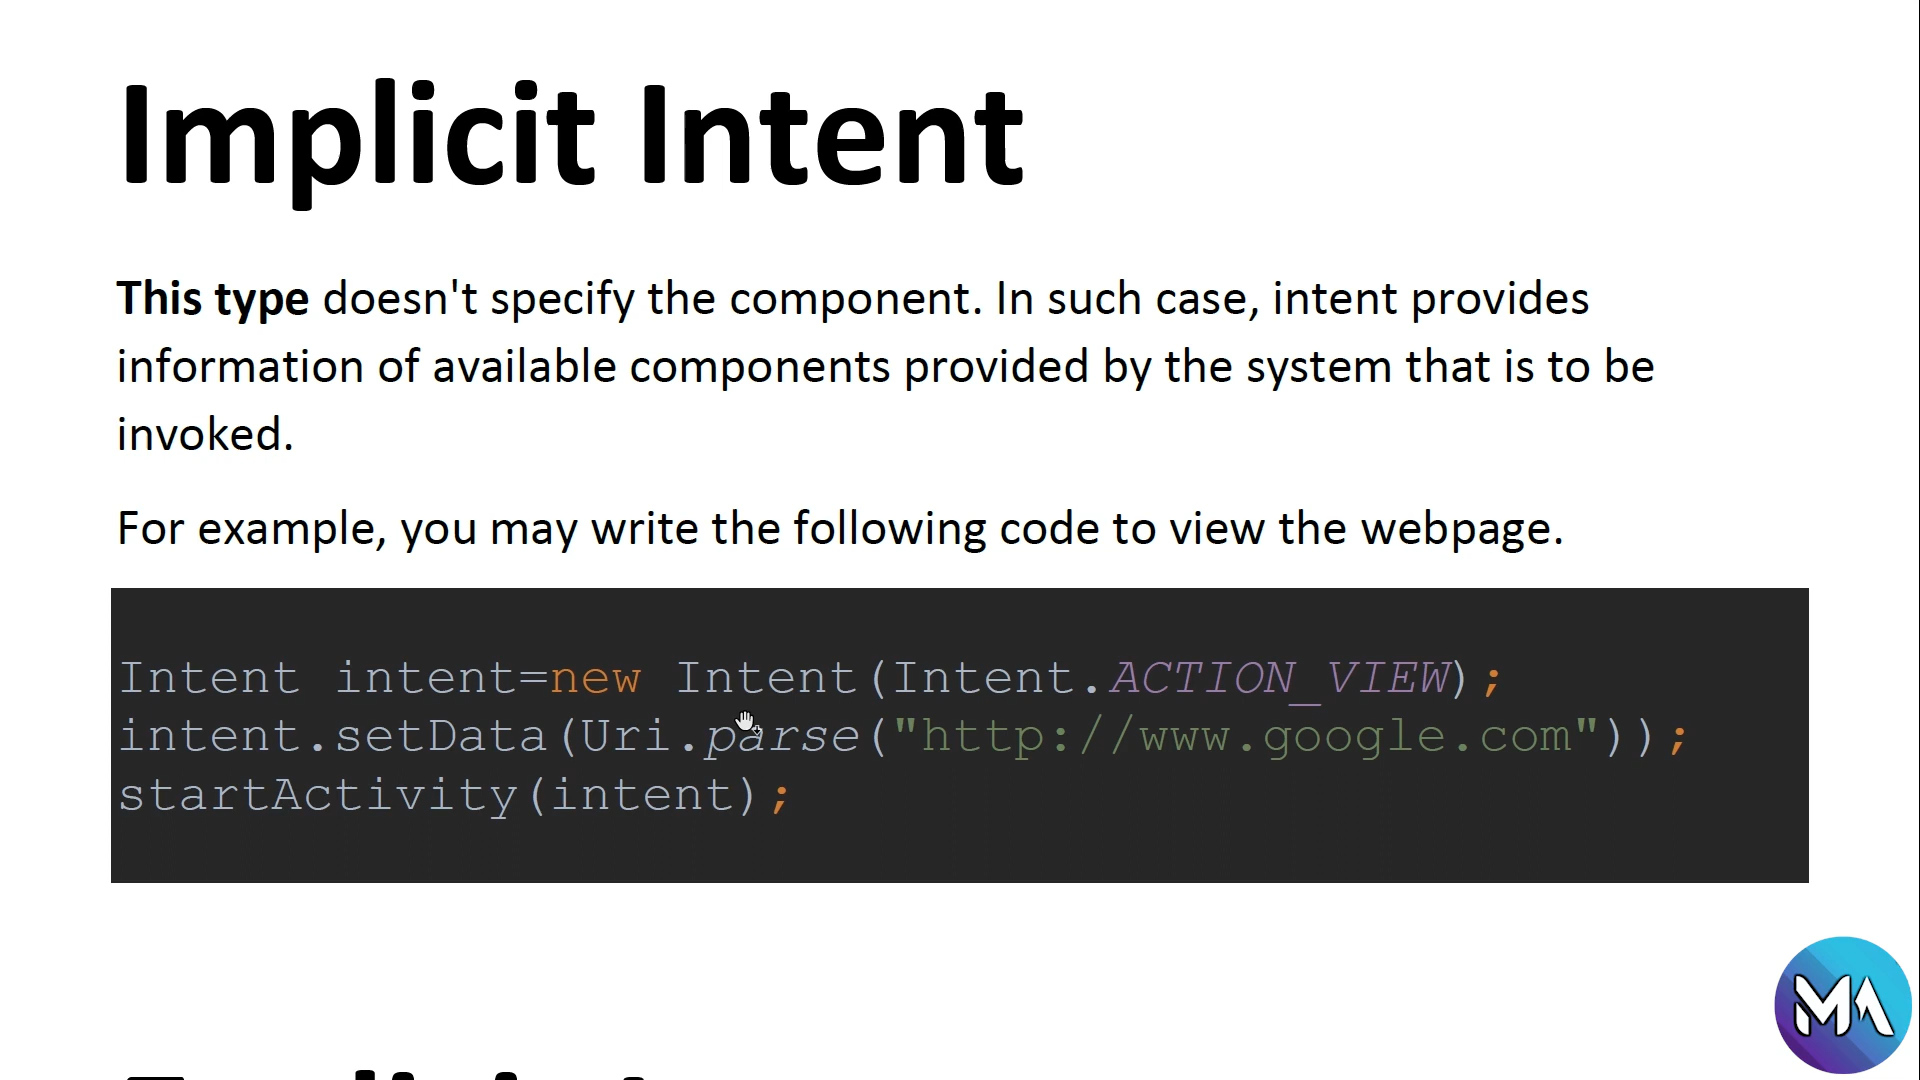 Implicit Intent
This type doesn't specify the component. In such case, intent provides
information of available components provided by the system that is to be
invoked.
For example, you may write the following code to view the webpage.
Intent intent=new Intent(Intent.ACTION_VIEW);
intent.setData(Uri.parse("http://www.google.com"));
startActivity(intent);
MA